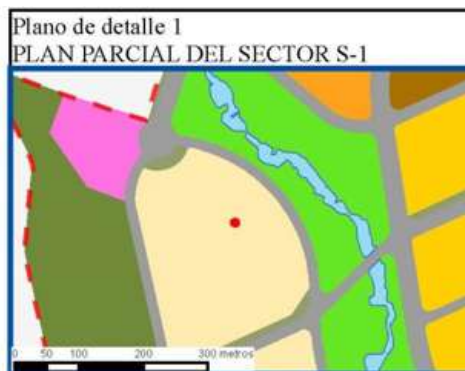 Plano de detalle 1
PLAN PARCIAL DEL SECTOR S-1
0 50 100 200 300 metros